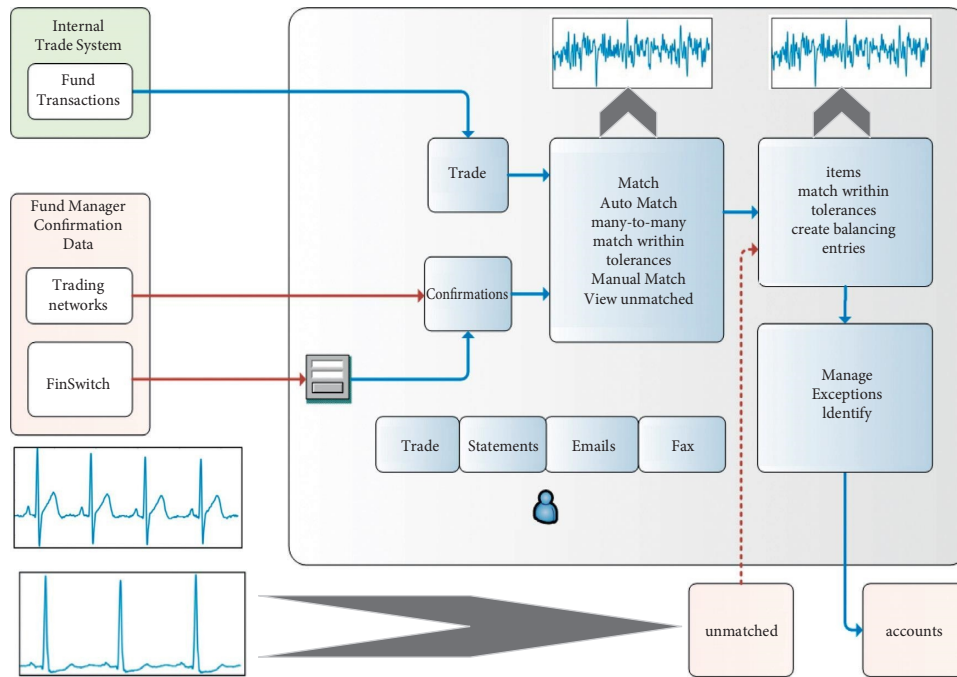 Internal
Trade System
Fund
Transactions
Fund Manager
Confirmation
Data
Trading
networks
FinSwitch
Trade
Confirmations
Match
Auto Match
many-to-many
match writhin
tolerances
Manual Match
View unmatched
items
match writhin
tolerances
create balancing
entries
Manage
Exceptions
ldentify
Trade
Statements
Emails
Fax
unmatched
accounts